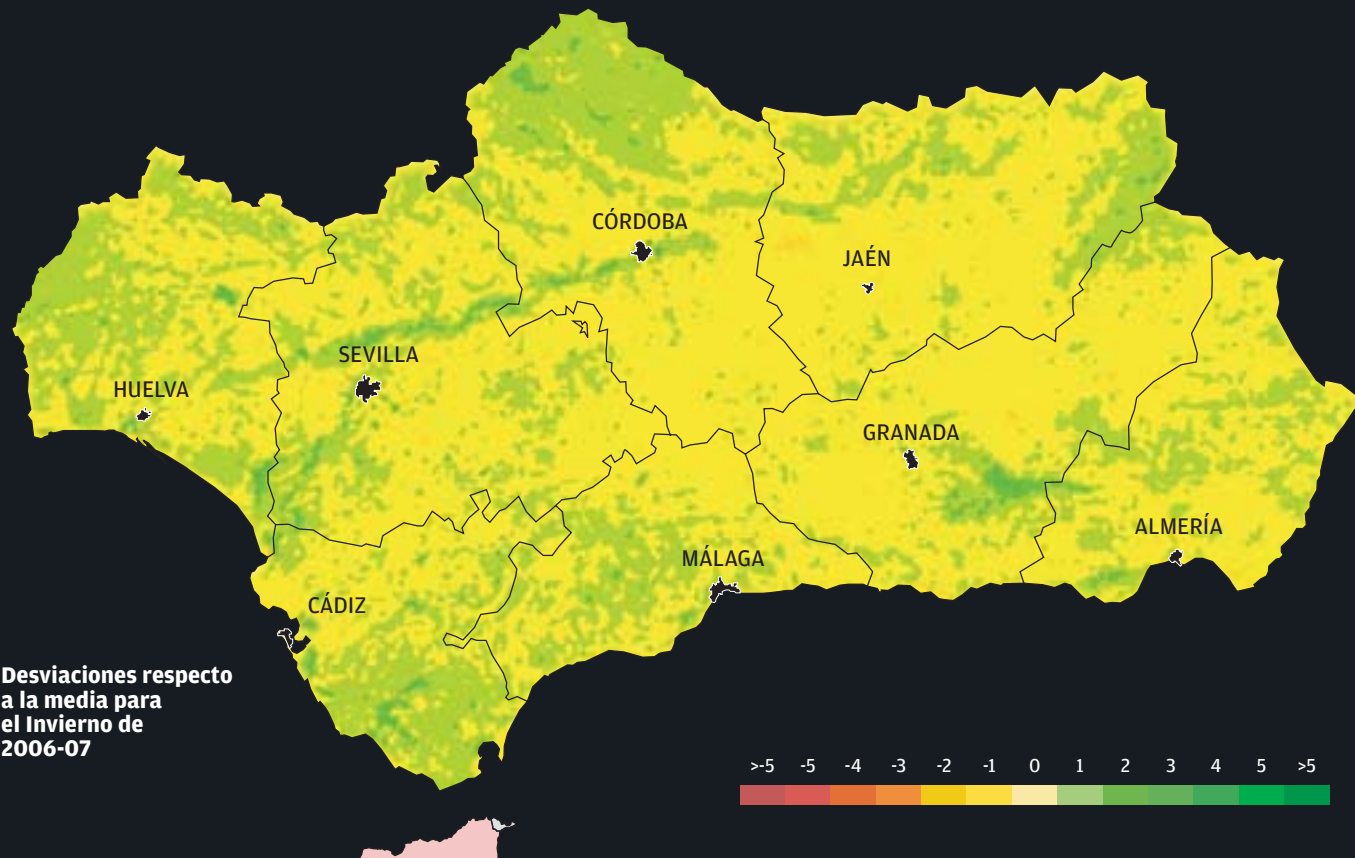 CÓRDOBA
JAÉN
SEVILLA
HUELVA
GRANADA
ALMERÍA
MÁLAGA
CÁDIZ
Desviaciones respecto
a la media para
el Invierno de
2006-07
>-5 -5 -4 -3 -2 -1 0 1 2 3 4 5 >5